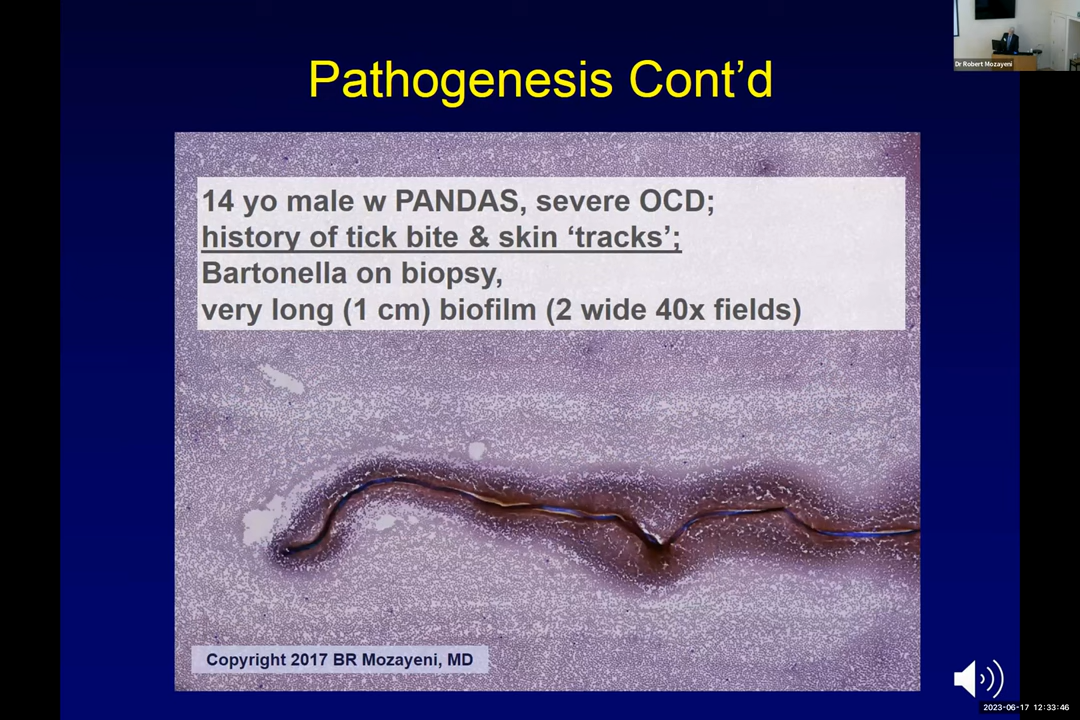 Dr Robert Mozayeni
Pathogenesis Cont'd
14 yo male w PANDAS, severe OCD;
history of tick bite & skin ‘tracks’;
Bartonella on biopsy,
very long (1 cm) biofilm (2 wide 40x fields)
Copyright 2017 BR Mozayeni, MD
2023-06-17 12:33:46